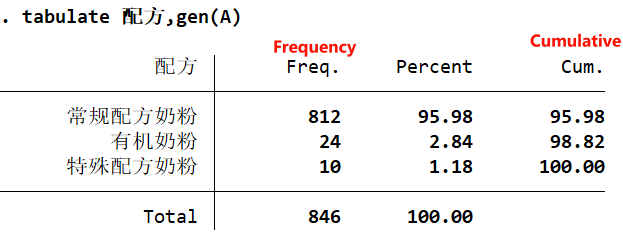 . tabulate 配方,gen(A)
Frequency Cumulative
配方 Freq. Percent Cum.
常规配方奶粉 812 95.98 95.98
有机奶粉 24 2.84 98.82
特殊配方奶粉 10 1.18 100.00
Total 846 100.00